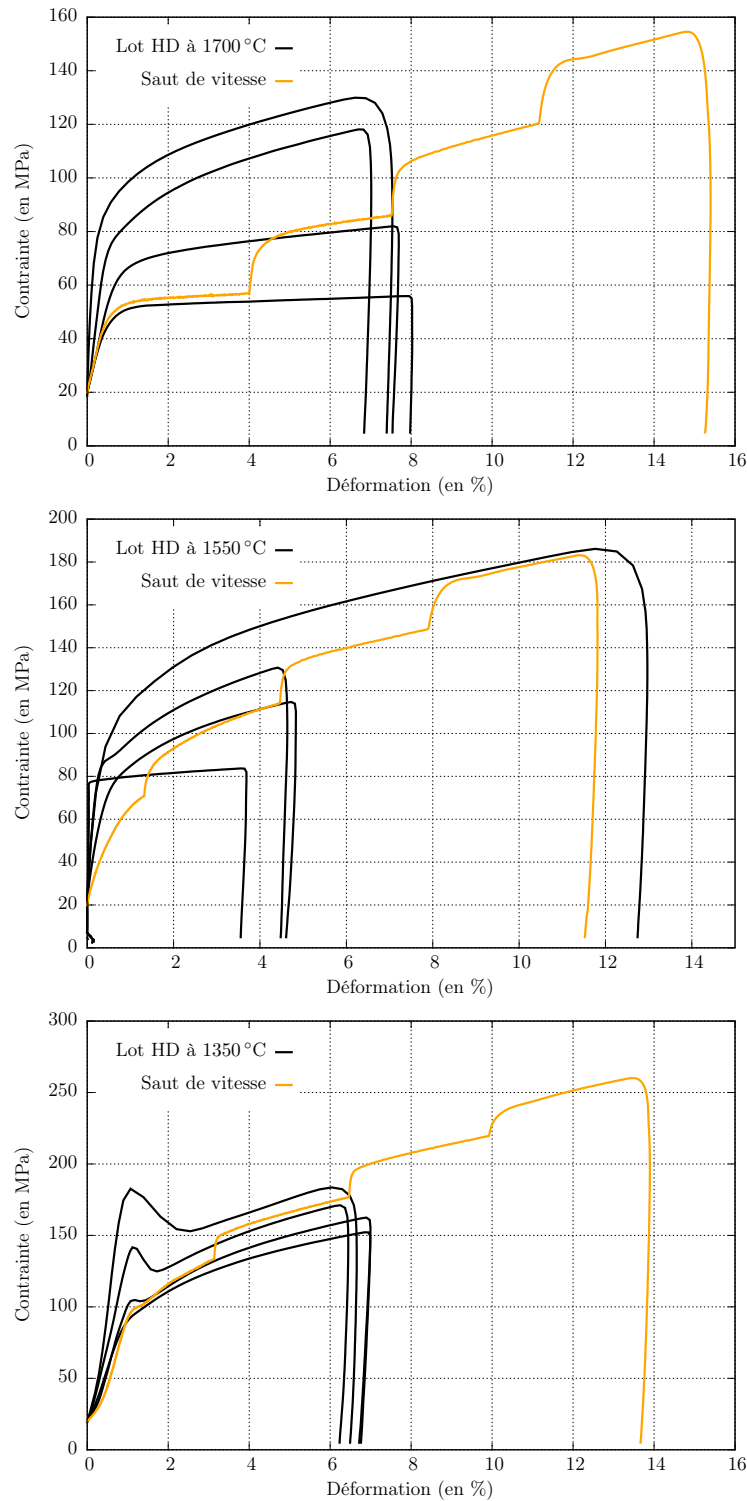 160
140
120
100
80
60
40
20
0
Contrainte (en MPa)
Lot HD à 1700 °C
Saut de vitesse
0 2 4 6 8 10 12 14 16
Déformation (en %)
200
180
160
140
120
100
80
60
40
20
0
Contrainte (en MPa)
Lot HD à 1550 °C
Saut de vitesse
0 2 4 6 8 10 12 14
Déformation (en %)
300
250
200
150
100
50
0
Contrainte (en MPa)
Lot HD à 1350 °C
Saut de vitesse
0 2 4 6 8 10 12 14 16
Déformation (en %)